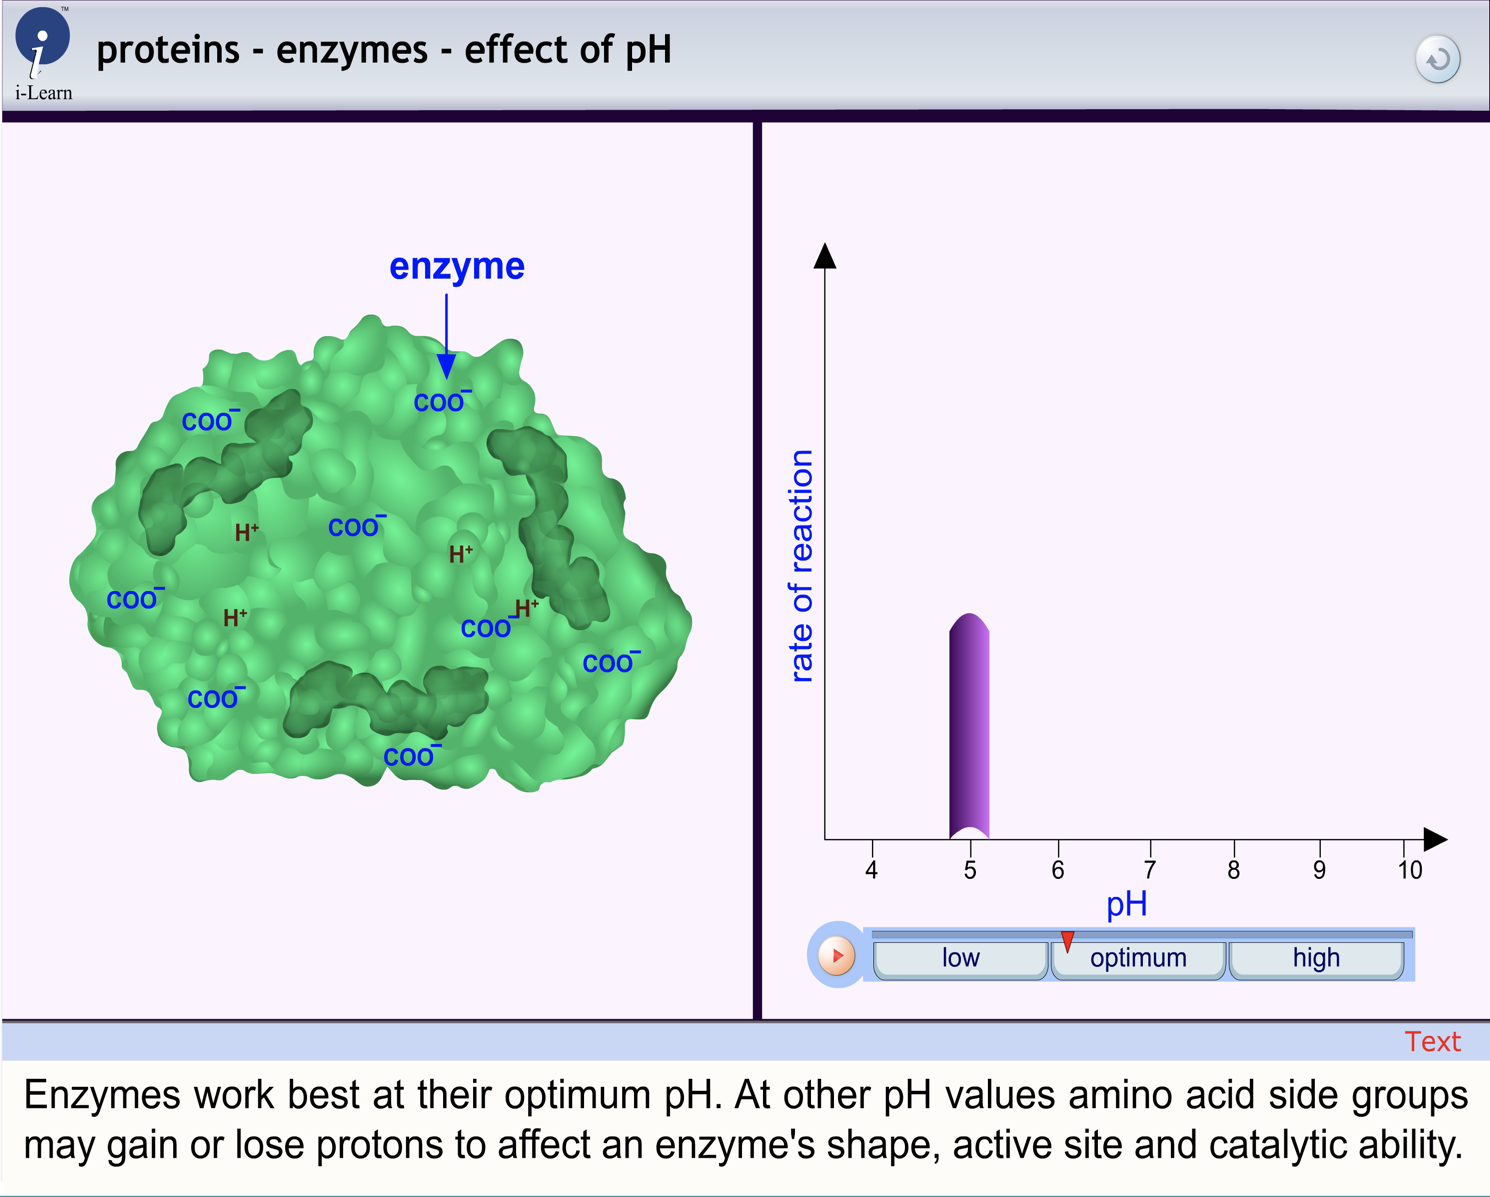 ™
i-Learn
proteins - enzymes - effect of pH
enzyme
COO⁻
COO⁻
H⁺
COO⁻
H⁺
COO⁻
H⁺
H⁺
COO⁻
COO⁻
COO⁻
COO⁻
rate of reaction
4 5 6 7 8 9 10
pH
low optimum high
Text
Enzymes work best at their optimum pH. At other pH values amino acid side groups
may gain or lose protons to affect an enzyme's shape, active site and catalytic ability.